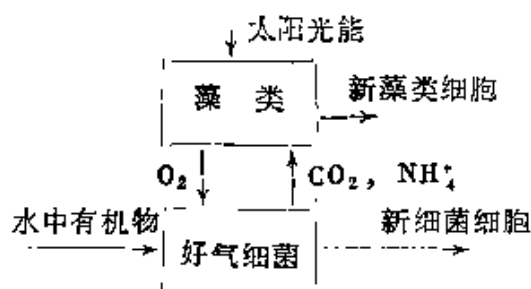 太阳光能
藻 类
新藻类细胞
O₂
CO₂, NH₄⁺
水中有机物
新细菌细胞
好气细菌